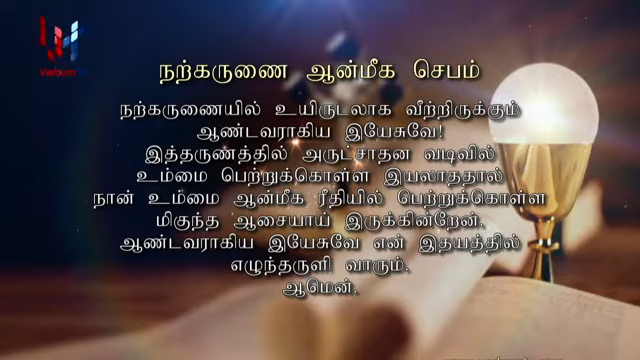 Verbum
நற்கருணை ஆன்மீக செபம்
நற்கருணையில் உயிருடலாக வீற்றிருக்கும்
ஆண்டவராகிய இயேசுவே!
இத்தருணத்தில் அருட்சாதன வடிவில்
உம்மை பெற்றுக்கொள்ள இயலாததால்
நான் உம்மை ஆன்மீக ரீதியில் பெற்றுக்கொள்ள
மிகுந்த ஆசையாய் இருக்கின்றேன்.
ஆண்டவராகிய இயேசுவே என் இதயத்தில்
எழுந்தருளி வாரும்.
ஆமென்.